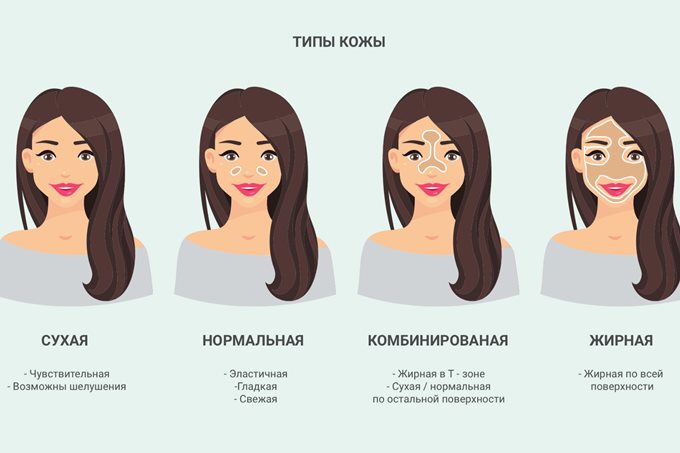 ТИПЫ КОЖЫ
СУХАЯ
- Чувствительная
- Возможны шелушения
НОРМАЛЬНАЯ
- Эластичная
-Гладкая
- Свежая
КОМБИНИРОВАНАЯ
- Жирная в Т - зоне
- Сухая / нормальная
по остальной поверхности
ЖИРНАЯ
- Жирная по всей
поверхности